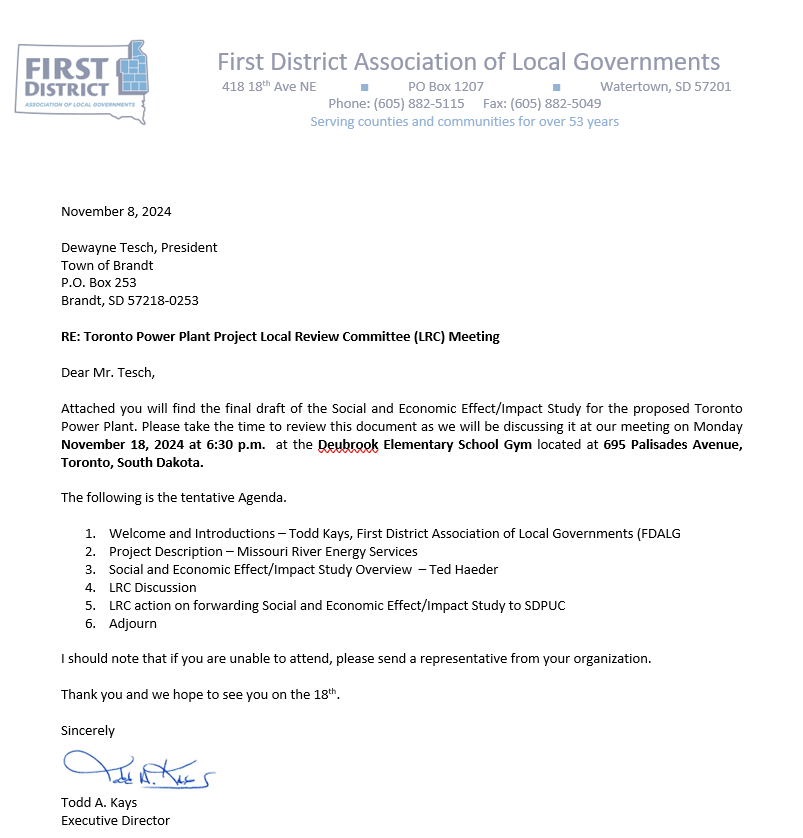 FIRST
DISTRICT
ASSOCIATION OF LOCAL GOVERNMENTS
First District Association of Local Governments
418 18th Ave NE ■ PO Box 1207 ■ Watertown, SD 57201
Phone: (605) 882-5115 Fax: (605) 882-5049
Serving counties and communities for over 53 years
November 8, 2024
Dewayne Tesch, President
Town of Brandt
P.O. Box 253
Brandt, SD 57218-0253
RE: Toronto Power Plant Project Local Review Committee (LRC) Meeting
Dear Mr. Tesch,
Attached you will find the final draft of the Social and Economic Effect/Impact Study for the proposed Toronto
Power Plant. Please take the time to review this document as we will be discussing it at our meeting on Monday
November 18, 2024 at 6:30 p.m. at the Deubrook Elementary School Gym located at 695 Palisades Avenue,
Toronto, South Dakota.
The following is the tentative Agenda.
1. Welcome and Introductions – Todd Kays, First District Association of Local Governments (FDALG
2. Project Description – Missouri River Energy Services
3. Social and Economic Effect/Impact Study Overview – Ted Haeder
4. LRC Discussion
5. LRC action on forwarding Social and Economic Effect/Impact Study to SDPUC
6. Adjourn
I should note that if you are unable to attend, please send a representative from your organization.
Thank you and we hope to see you on the 18th.
Sincerely
Todd A. Kays
Todd A. Kays
Executive Director